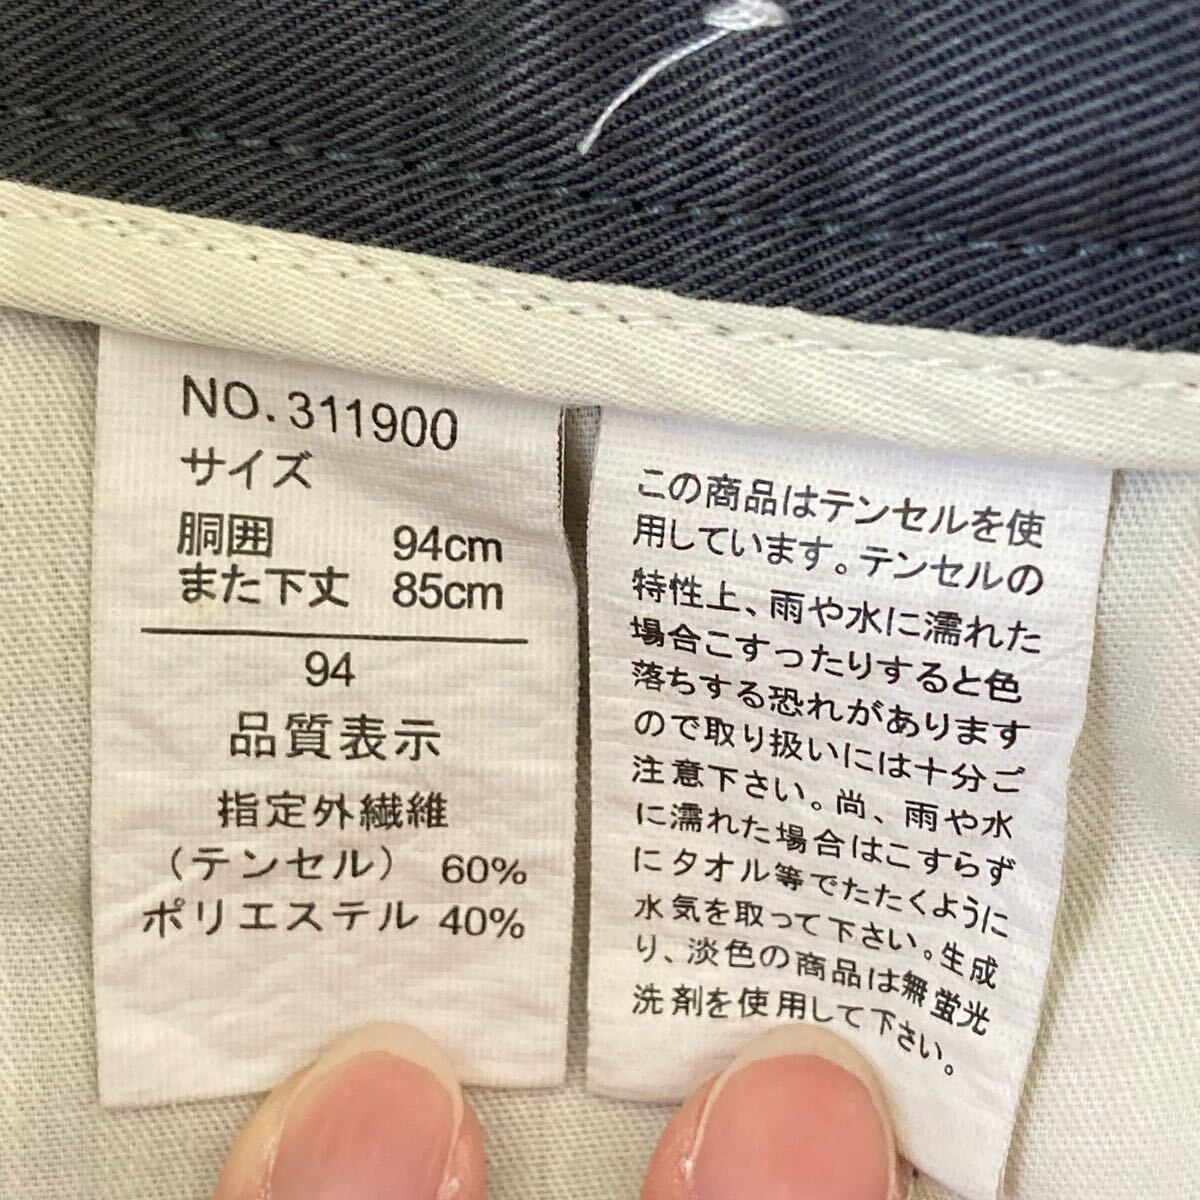 NO.311900
サイズ
胴囲 94cm
また下丈 85cm
94
品質表示
指定外繊維
（テンセル） 60%
ポリエステル 40%
この商品はテンセルを使
用しています。テンセルの
特性上、雨や水に濡れた
場合こすったりすると色
落ちする恐れがあります
ので取り扱いには十分ご
注意下さい。尚、雨や水
に濡れた場合はこすらず
にタオル等でたたくように
水気を取って下さい。生成
り、淡色の商品は無蛍光
洗剤を使用して下さい。